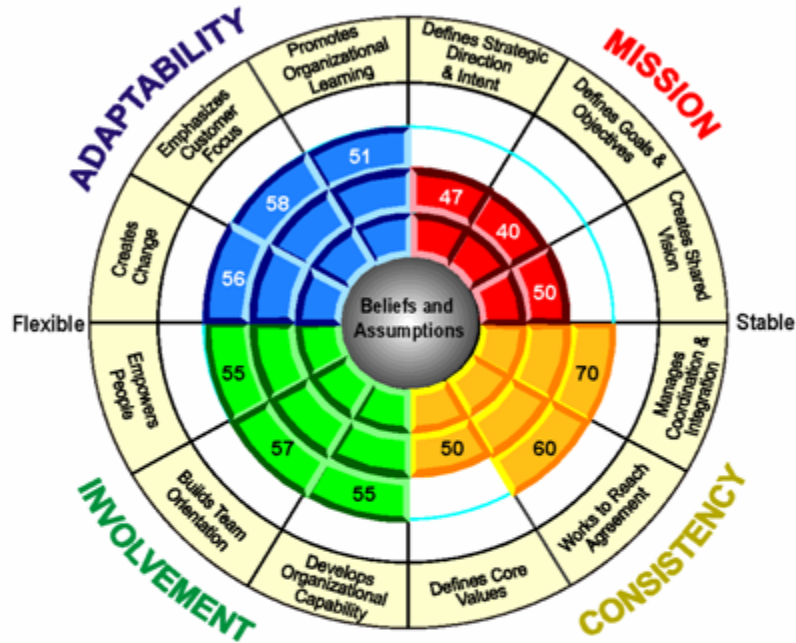 ADAPTABILITY
MISSION
Promotes
Organizational
Learning
Defines Strategic
Direction
& Intent
Emphasizes
Customer
Focus
Defines Goals &
Objectives
Creates
Change
Creates Shared
Vision
51
58
56
47
40
50
Flexible
Beliefs and
Assumptions
Stable
Empowers
People
55
57
55
50
60
70
Manages
Coordination &
Integration
Builds Team
Orientation
Works to Reach
Agreement
Develops
Organizational
Capability
Defines Core
Values
INVOLVEMENT
CONSISTENCY